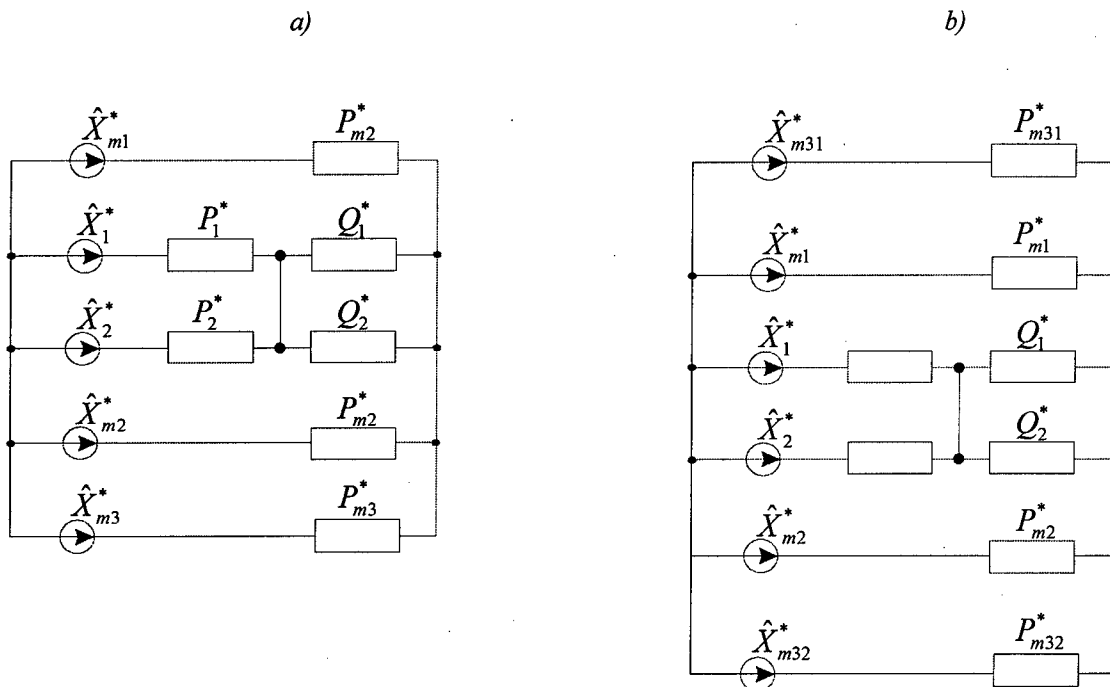 a)
b)
X̂*m1
P*m2
X̂*1
P*1
Q*1
X̂*2
P*2
Q*2
X̂*m2
P*m2
X̂*m3
P*m3
X̂*m31
P*m31
X̂*m1
P*m1
X̂*1
Q*1
X̂*2
Q*2
X̂*m2
P*m2
X̂*m32
P*m32